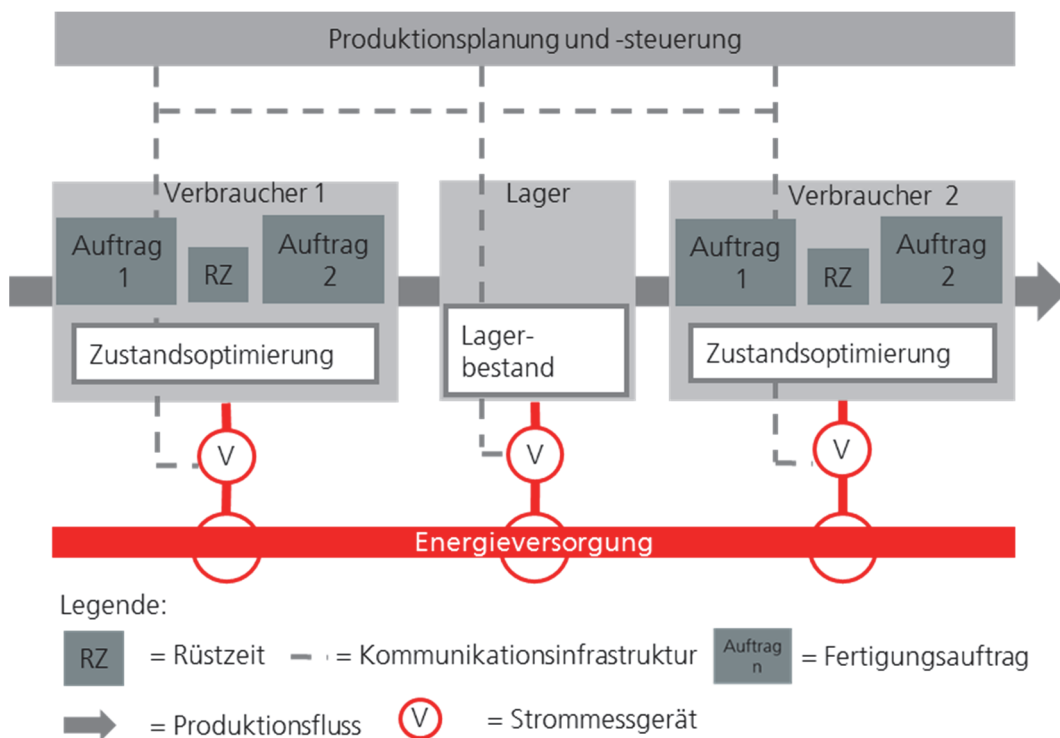 Produktionsplanung und -steuerung
Verbraucher 1
Auftrag
1
RZ
Auftrag
2
Zustandsoptimierung
Lager
Lager-
bestand
Verbraucher 2
Auftrag
1
RZ
Auftrag
2
Zustandsoptimierung
V
V
V
Energieversorgung
Legende:
RZ
= Rüstzeit
= Kommunikationsinfrastruktur
Auftrag
n
= Fertigungsauftrag
= Produktionsfluss
V
= Strommessgerät